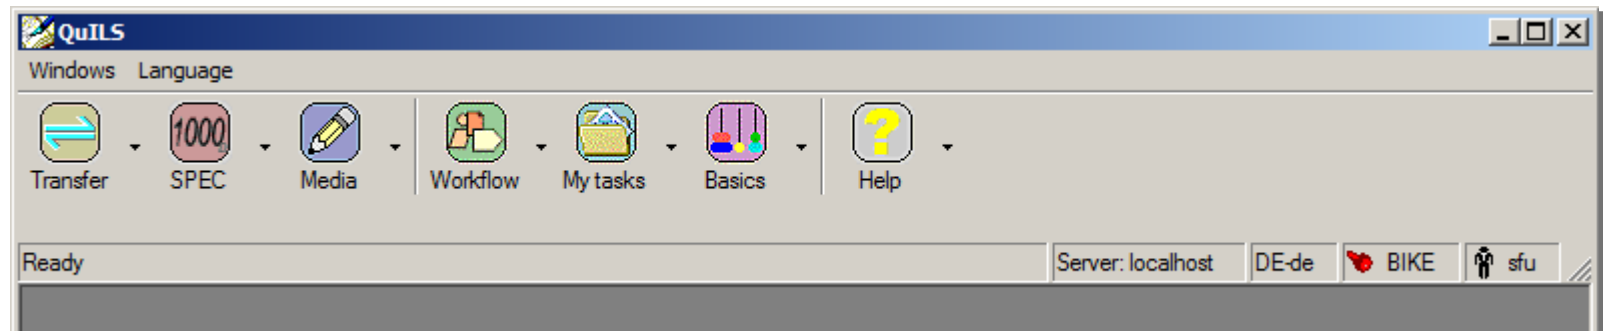 QuILS
Windows Language
1000
Transfer SPEC Media Workflow My tasks Basics Help
Ready Server: localhost DE-de BIKE sfu